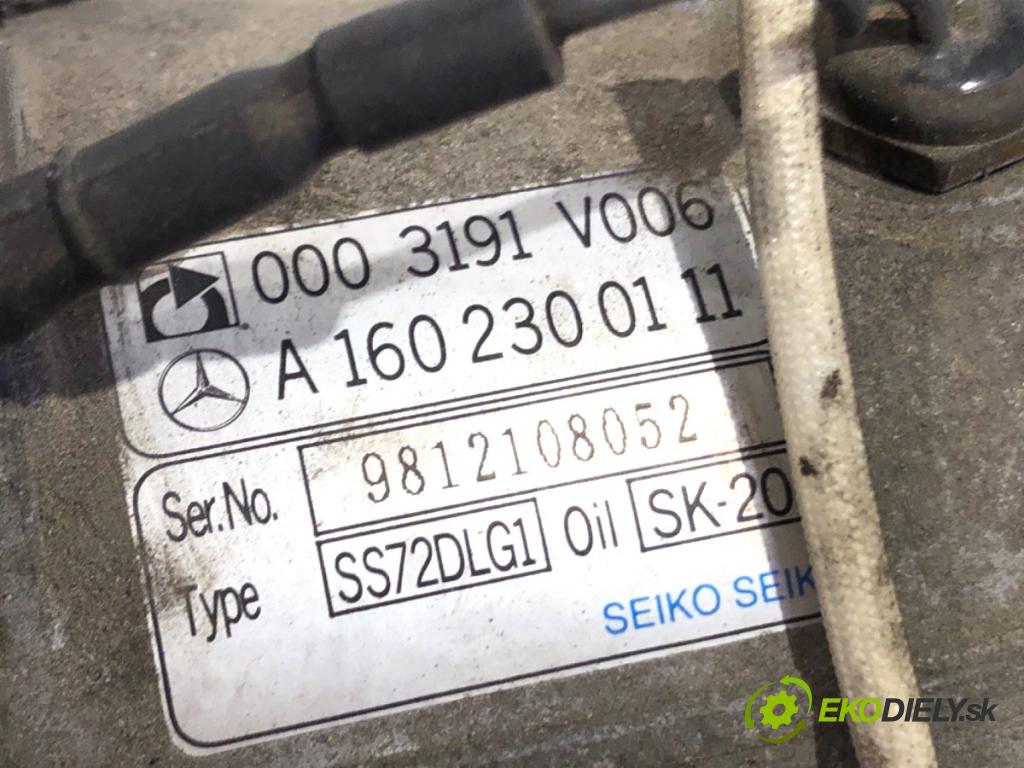 000 3191 V006
A 160 230 01 11
Ser.No. 9812108052
Type SS72DLG1 Oil SK-20
SEIKO SEIK
EKODIELY.sk